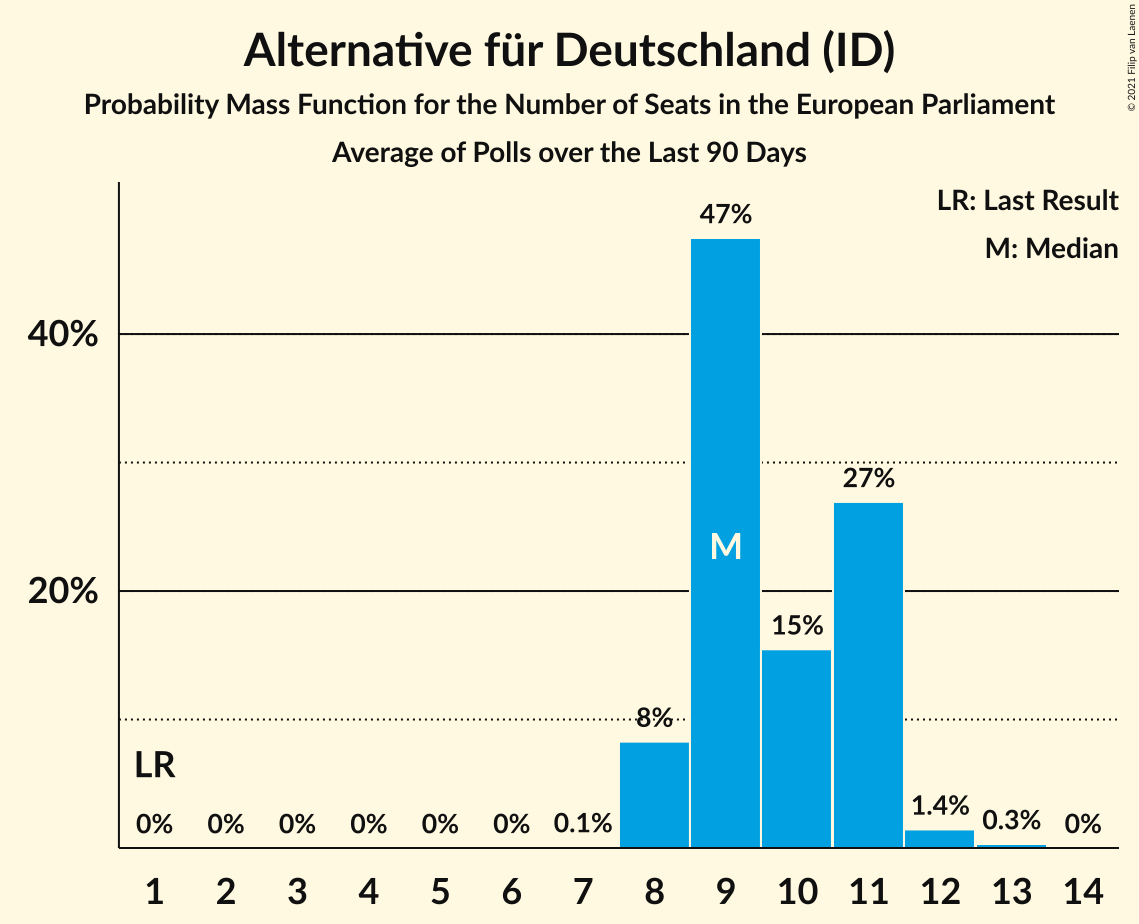 Alternative für Deutschland (ID)
Probability Mass Function for the Number of Seats in the European Parliament
Average of Polls over the Last 90 Days
© 2021 Filip van Laenen
LR: Last Result
M: Median
47%
40%
27%
M
20%
15%
8%
LR
0% 0% 0% 0% 0% 0% 0.1% 1.4% 0.3% 0%
1 2 3 4 5 6 7 8 9 10 11 12 13 14